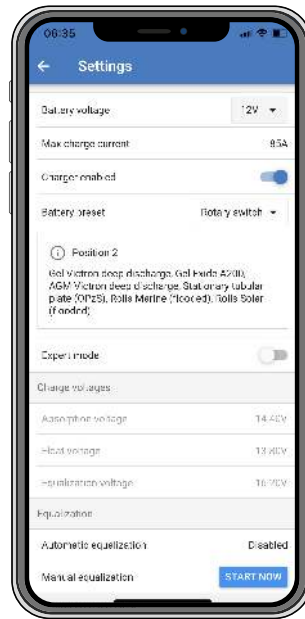 06:35
Settings
Battery voltage 12V
Max charge current 85A
Charger enabled
Battery preset Rotary switch
Position 2
Gel Victron deep discharge, Gel Exide A200,
AGM Victron deep discharge, Stationary tubular
plate (OPzS), Rolls Marine (flooded), Rolls Solar
(flooded)
Expert mode
Charge voltages
Absorption voltage 14.40V
Float voltage 13.80V
Equalization voltage 16.20V
Equalization
Automatic equalization Disabled
Manual equalization START NOW